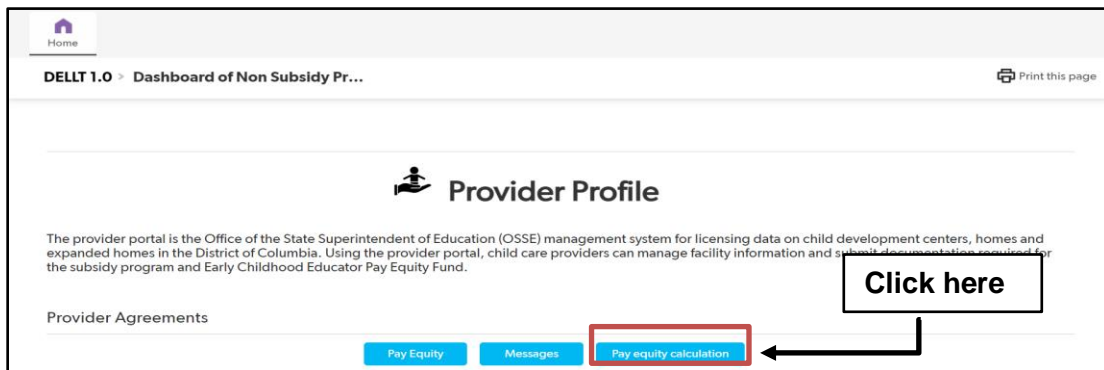 Home
DELLT 1.0 > Dashboard of Non Subsidy Pr...
Print this page
Provider Profile
The provider portal is the Office of the State Superintendent of Education (OSSE) management system for licensing data on child development centers, homes and
expanded homes in the District of Columbia. Using the provider portal, child care providers can manage facility information and submit documentation required for
the subsidy program and Early Childhood Educator Pay Equity Fund.
Click here
Provider Agreements
Pay Equity
Messages
Pay equity calculation